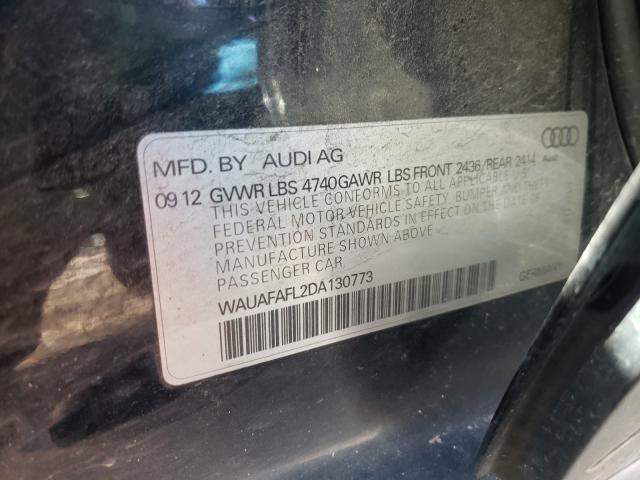 MFD. BY AUDI AG
Audi
09 12 GVWR LBS 4740GAWR LBS FRONT 2436/REAR 2414
THIS VEHICLE CONFORMS TO ALL APPLICABLE U.S.
FEDERAL MOTOR VEHICLE SAFETY, BUMPER AND THEFT
PREVENTION STANDARDS IN EFFECT ON THE DATE OF
MANUFACTURE SHOWN ABOVE
PASSENGER CAR
WAUAFAFL2DA130773
GERMANY